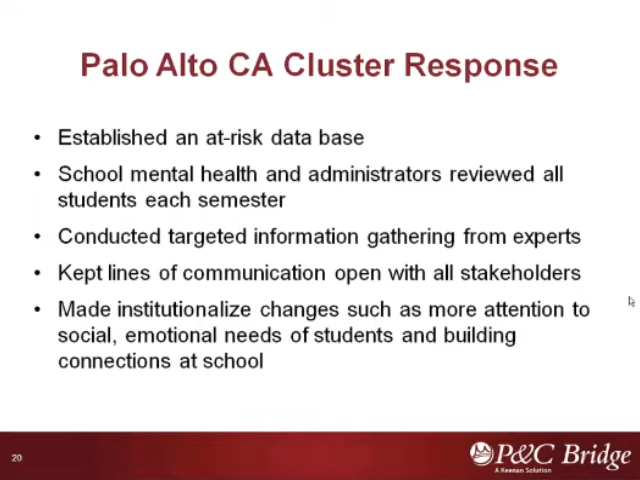 Palo Alto CA Cluster Response
• Established an at-risk data base
• School mental health and administrators reviewed all
students each semester
• Conducted targeted information gathering from experts
• Kept lines of communication open with all stakeholders
• Made institutionalize changes such as more attention to
social, emotional needs of students and building
connections at school
20
P&C Bridge
A Keenan Solution